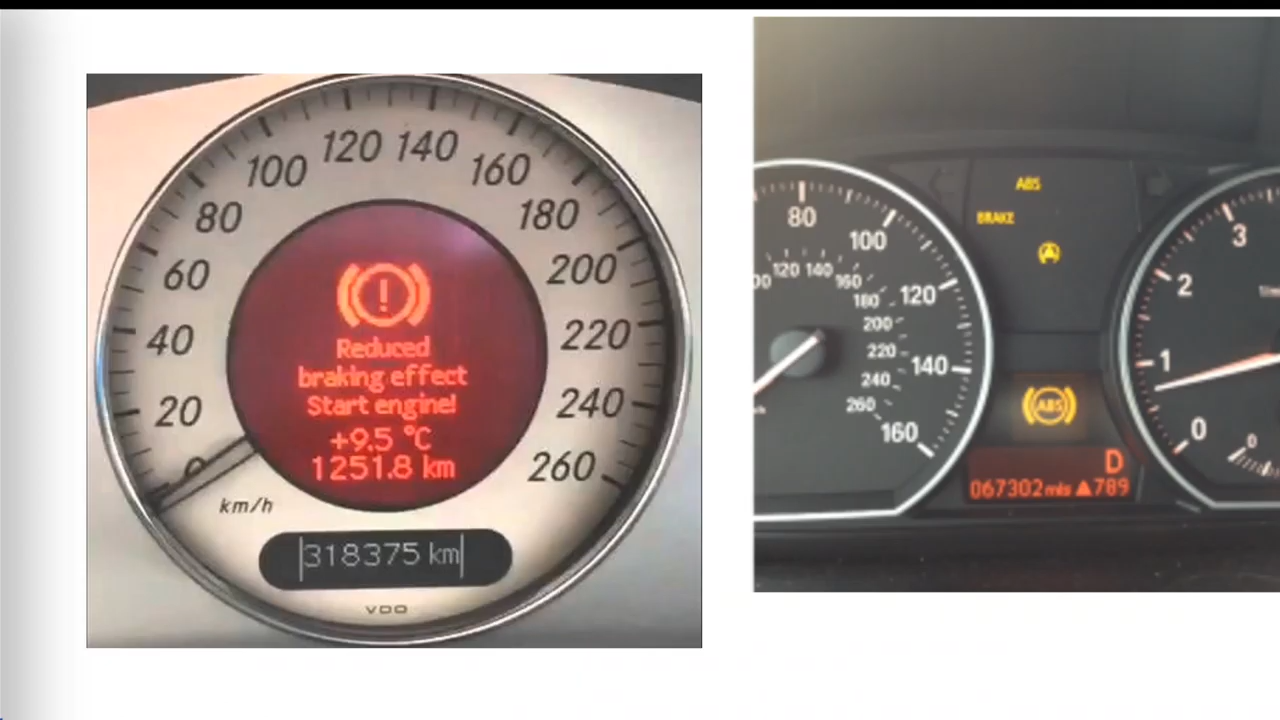 120 140
100 160
80 180
60 200
40 220
20 240
0 260
Reduced
braking effect
Start engine!
+9.5 °C
1251.8 km
km/h
318375 km
VDO
ABS
BRAKE
A
80
100
120
140
160
120 140 160
180
200
220
240
260
ABS
D
067302 mls ▲789
3
2
1
0
0